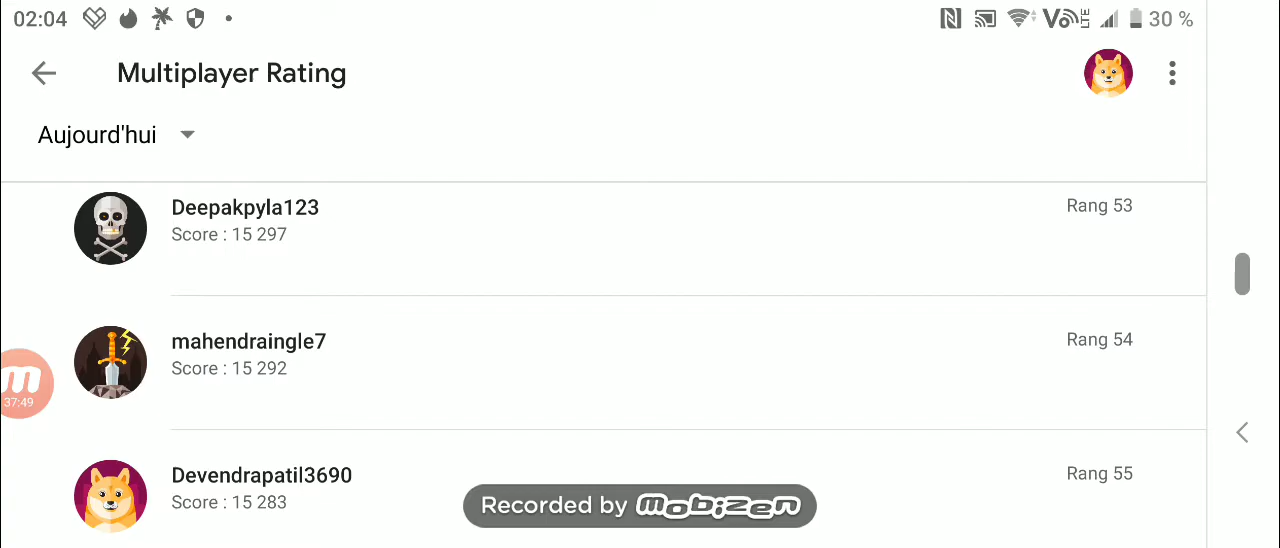 02:04 VoLTE 30 %
Multiplayer Rating
Aujourd'hui
Deepakpyla123 Rang 53
Score : 15 297
mahendraingle7 Rang 54
Score : 15 292
m
37:49
Devendrapatil3690 Rang 55
Score : 15 283
Recorded by mobizen